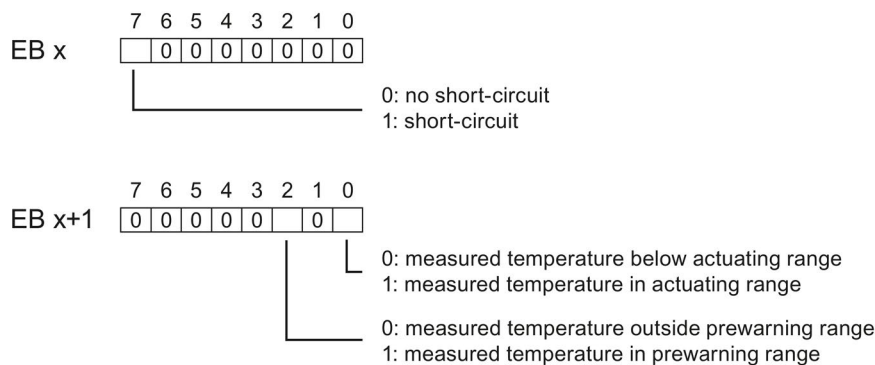 7 6 5 4 3 2 1 0
EB x 0 0 0 0 0 0 0
0: no short-circuit
1: short-circuit
7 6 5 4 3 2 1 0
EB x+1 0 0 0 0 0 0
0: measured temperature below actuating range
1: measured temperature in actuating range
0: measured temperature outside prewarning range
1: measured temperature in prewarning range